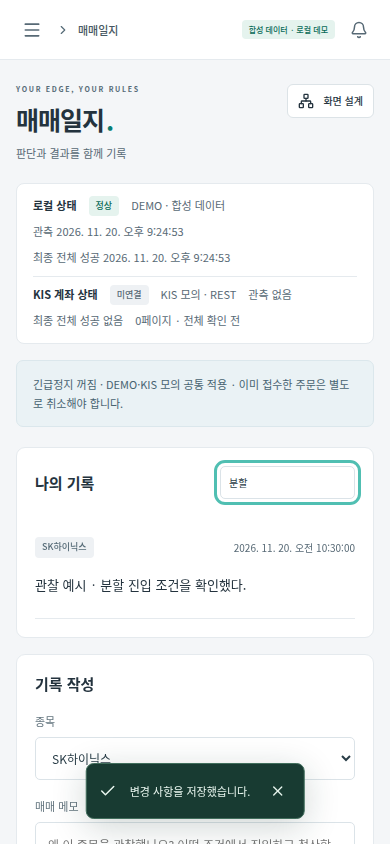 매매일지
합성 데이터 · 로컬 데모
YOUR EDGE, YOUR RULES
매매일지.
화면 설계
판단과 결과를 함께 기록
로컬 상태 정상 DEMO · 합성 데이터
관측 2026. 11. 20. 오후 9:24:53
최종 전체 성공 2026. 11. 20. 오후 9:24:53
KIS 계좌 상태 미연결 KIS 모의 · REST 관측 없음
최종 전체 성공 없음 0페이지 · 전체 확인 전
긴급정지 꺼짐 · DEMO·KIS 모의 공통 적용 · 이미 접수한 주문은 별도
로 취소해야 합니다.
나의 기록
분할
SK하이닉스 2026. 11. 20. 오전 10:30:00
관찰 예시 · 분할 진입 조건을 확인했다.
기록 작성
종목
SK하이닉스
변경 사항을 저장했습니다.
매매 메모